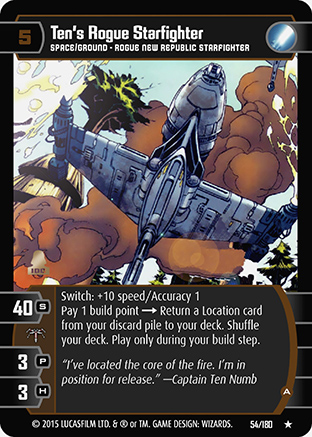 5
Ten's Rogue Starfighter
SPACE/GROUND - ROGUE NEW REPUBLIC STARFIGHTER
40 S
3 P
3 H
Switch: +10 speed/Accuracy 1
Pay 1 build point → Return a Location card
from your discard pile to your deck. Shuffle
your deck. Play only during your build step.
"I've located the core of the fire. I'm in
position for release." —Captain Ten Numb
A
© 2015 LUCASFILM LTD. & ® OR TM. GAME DESIGN: WIZARDS.
54/180 ★